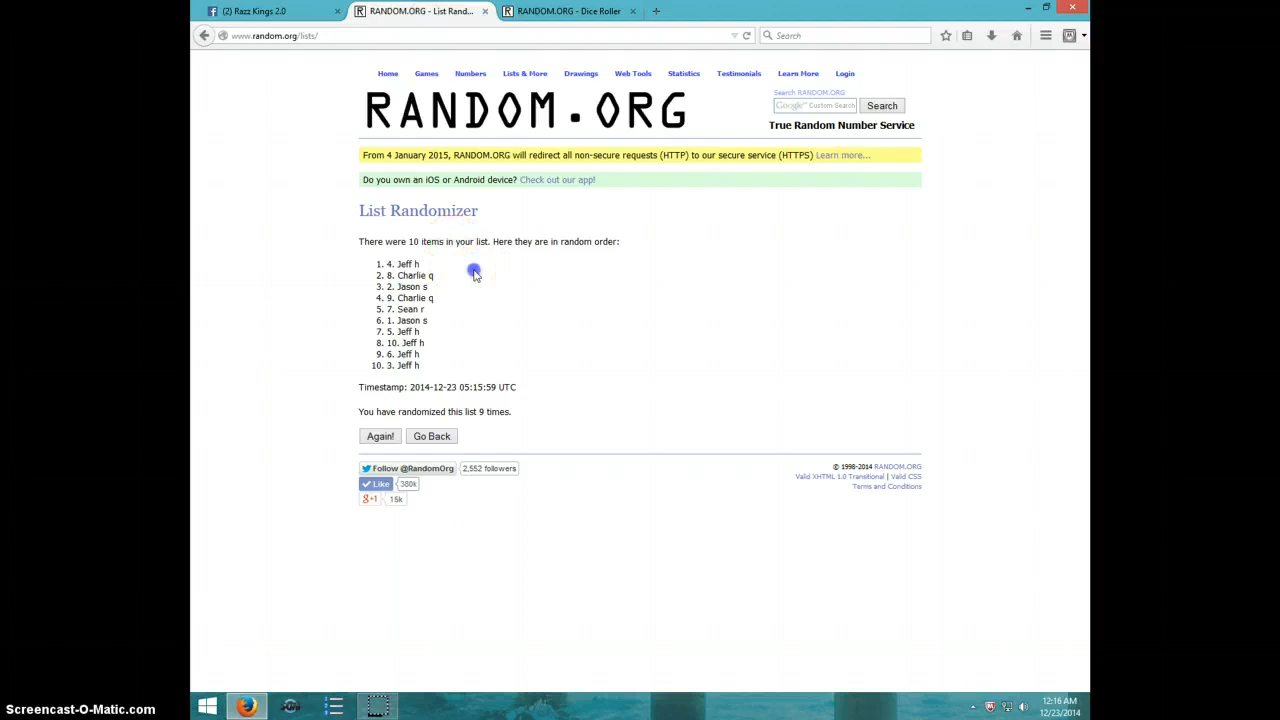 (2) Razz Kings 2.0
RANDOM.ORG - List Rand...
RANDOM.ORG - Dice Roller
www.random.org/lists/
Search
Home Games Numbers Lists & More Drawings Web Tools Statistics Testimonials Learn More Login
RANDOM.ORG
Search RANDOM.ORG
Google™ Custom Search Search
True Random Number Service
From 4 January 2015, RANDOM.ORG will redirect all non-secure requests (HTTP) to our secure service (HTTPS) Learn more...
Do you own an iOS or Android device? Check out our app!
List Randomizer
There were 10 items in your list. Here they are in random order:
1. 4. Jeff h
2. 8. Charlie q
3. 2. Jason s
4. 9. Charlie q
5. 7. Sean r
6. 1. Jason s
7. 5. Jeff h
8. 10. Jeff h
9. 6. Jeff h
10. 3. Jeff h
Timestamp: 2014-12-23 05:15:59 UTC
You have randomized this list 9 times.
Again! Go Back
Follow @RandomOrg 2,552 followers
Like 380k
g+1 15k
© 1998-2014 RANDOM.ORG
Valid XHTML 1.0 Transitional | Valid CSS
Terms and Conditions
12:16 AM
12/23/2014
Screencast-O-Matic.com